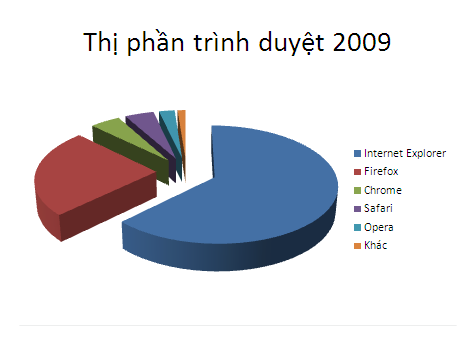 Thị phần trình duyệt 2009
Internet Explorer
Firefox
Chrome
Safari
Opera
Khác